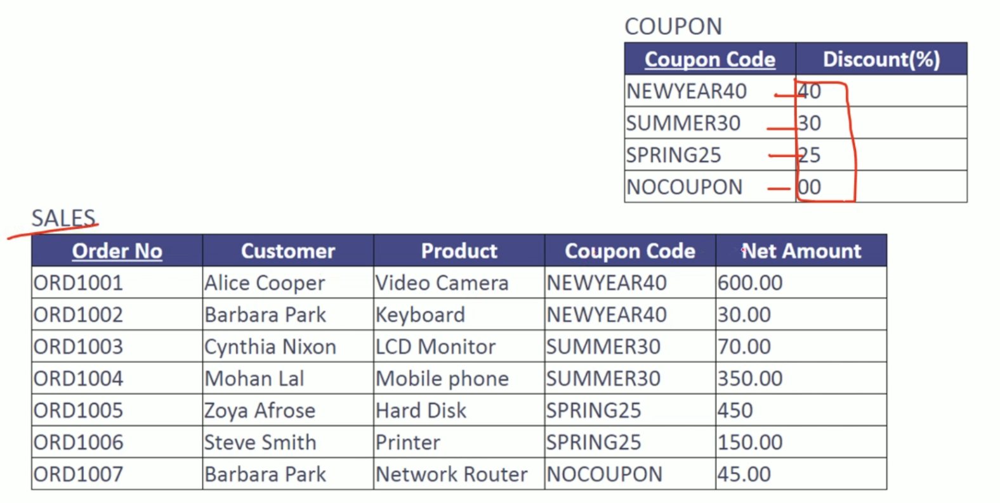 COUPON
Coupon Code Discount(%)
NEWYEAR40 40
SUMMER30 30
SPRING25 25
NOCOUPON 00
SALES
Order No Customer Product Coupon Code Net Amount
ORD1001 Alice Cooper Video Camera NEWYEAR40 600.00
ORD1002 Barbara Park Keyboard NEWYEAR40 30.00
ORD1003 Cynthia Nixon LCD Monitor SUMMER30 70.00
ORD1004 Mohan Lal Mobile phone SUMMER30 350.00
ORD1005 Zoya Afrose Hard Disk SPRING25 450
ORD1006 Steve Smith Printer SPRING25 150.00
ORD1007 Barbara Park Network Router NOCOUPON 45.00